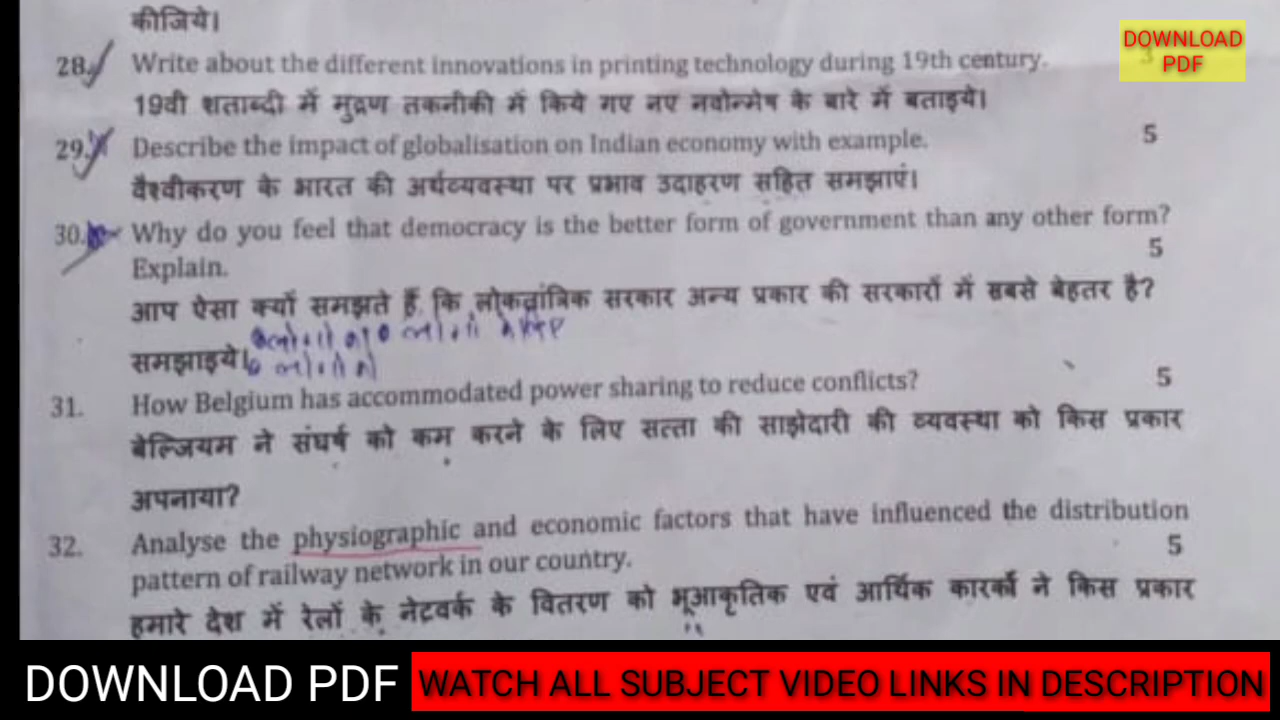 कीजिये।
DOWNLOAD
PDF
28. Write about the different innovations in printing technology during 19th century.
19वी शताब्दी में मुद्रण तकनीकी में किये गए नए नवोन्मेष के बारे में बताइये।
29. Describe the impact of globalisation on Indian economy with example. 5
वैश्वीकरण के भारत की अर्थव्यवस्था पर प्रभाव उदाहरण सहित समझाएं।
30. Why do you feel that democracy is the better form of government than any other form?
Explain. 5
आप ऐसा क्यों समझते हैं कि लोकतांत्रिक सरकार अन्य प्रकार की सरकारों में सबसे बेहतर है?
समझाइये।
31. How Belgium has accommodated power sharing to reduce conflicts? 5
बेल्जियम ने संघर्ष को कम करने के लिए सत्ता की साझेदारी की व्यवस्था को किस प्रकार
अपनाया?
32. Analyse the physiographic and economic factors that have influenced the distribution
pattern of railway network in our country. 5
हमारे देश में रेलों के नेटवर्क के वितरण को भूआकृतिक एवं आर्थिक कारकों ने किस प्रकार
DOWNLOAD PDF WATCH ALL SUBJECT VIDEO LINKS IN DESCRIPTION